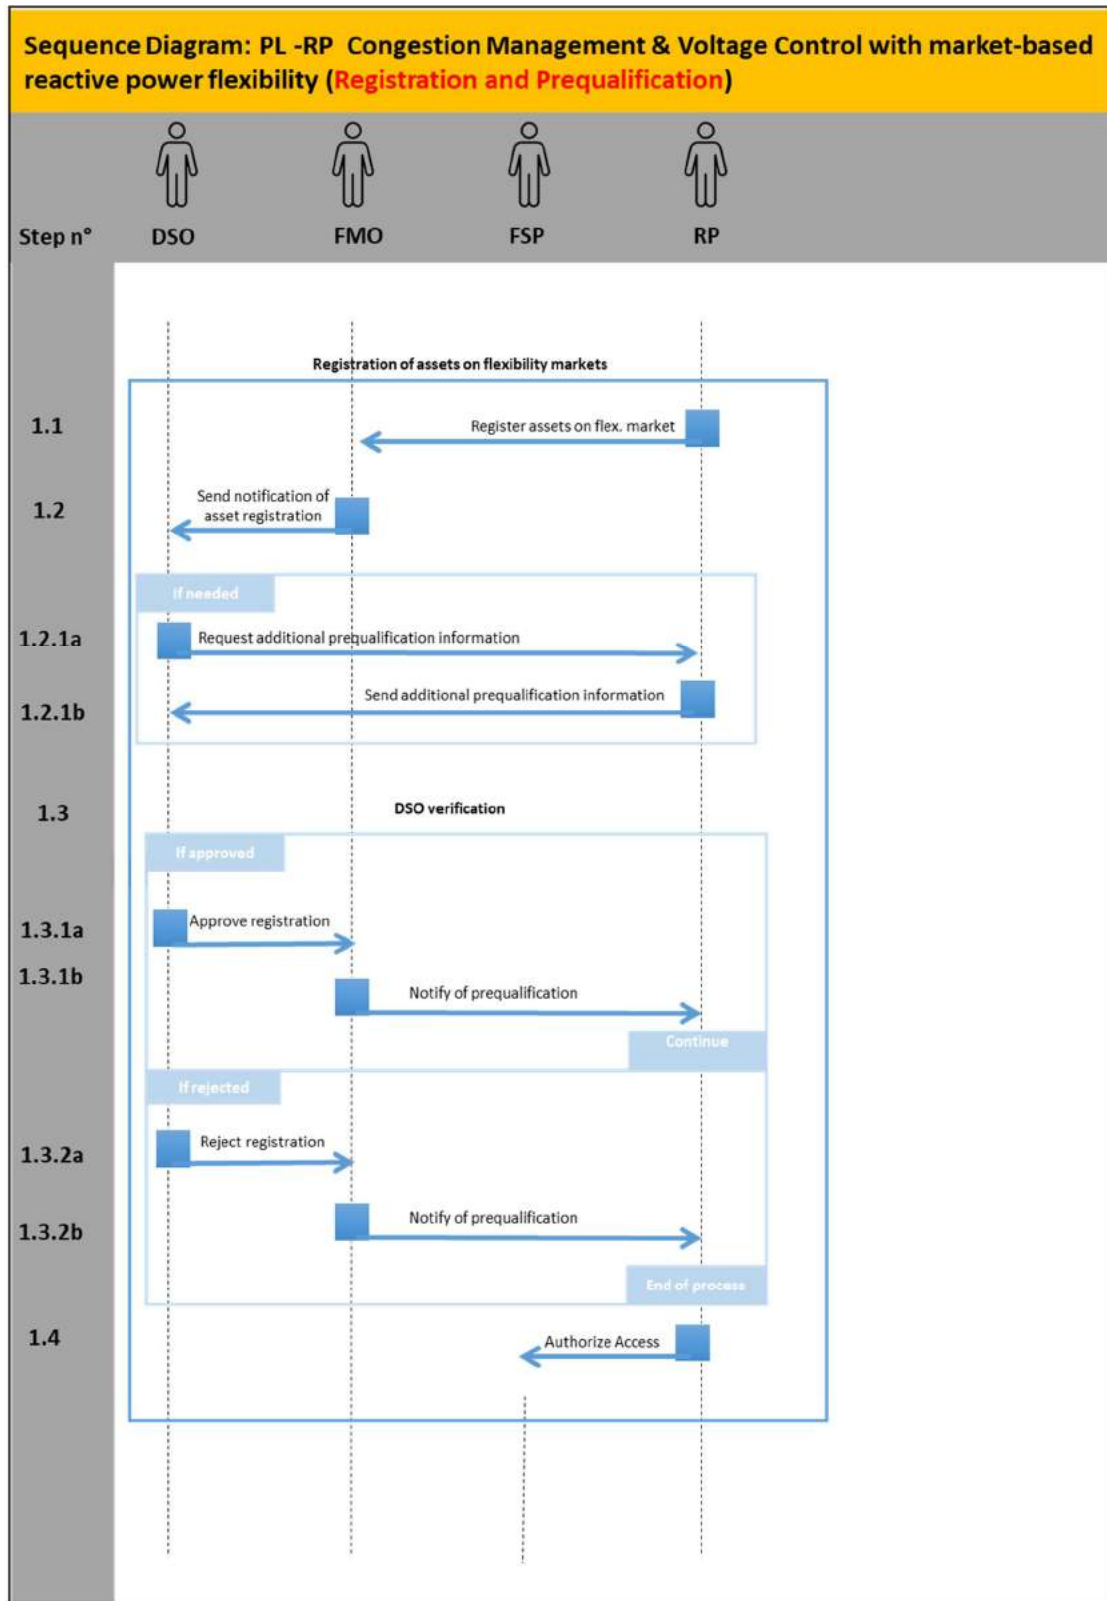 Sequence Diagram: PL -RP Congestion Management & Voltage Control with market-based
reactive power flexibility (Registration and Prequalification)
Step n° DSO FMO FSP RP
Registration of assets on flexibility markets
1.1 Register assets on flex. market
1.2 Send notification of
asset registration
If needed
1.2.1a Request additional prequalification information
1.2.1b Send additional prequalification information
1.3 DSO verification
If approved
1.3.1a Approve registration
1.3.1b Notify of prequalification
Continue
If rejected
1.3.2a Reject registration
1.3.2b Notify of prequalification
End of process
1.4 Authorize Access